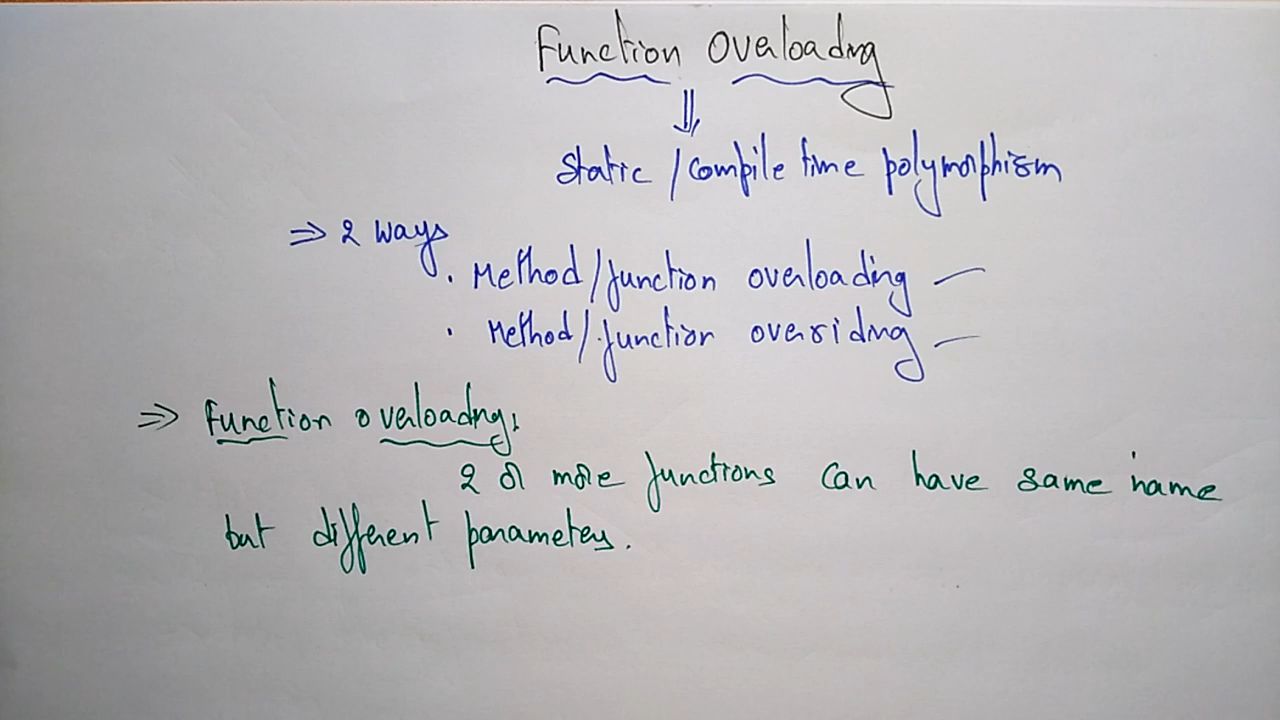 Function Overloading
⇓
Static / Compile time polymorphism
⇒ 2 ways
. Method / function overloading —
. Method / function overriding —
⇒ Function overloading:
2 or more functions can have same name
but different parameters.